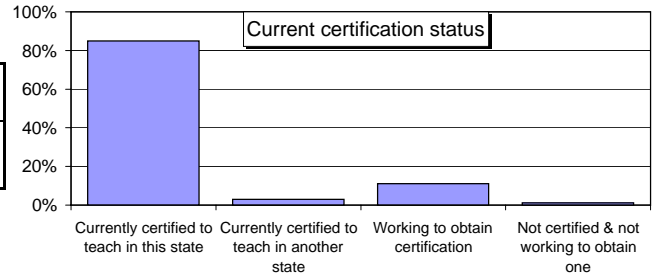 Current certification status
100%
80%
60%
40%
20%
0%
Currently certified to
teach in this state
Currently certified to
teach in another
state
Working to obtain
certification
Not certified & not
working to obtain
one